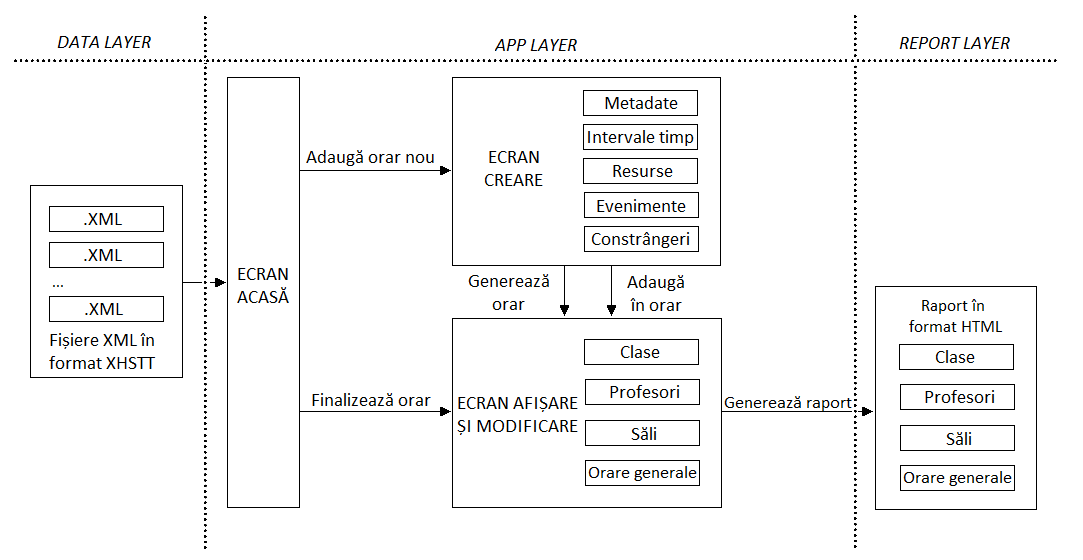 DATA LAYER
APP LAYER
REPORT LAYER
.XML
.XML
...
.XML
Fișiere XML în
format XHSTT
ECRAN
ACASĂ
Adaugă orar nou
Finalizează orar
ECRAN
CREARE
Metadate
Intervale timp
Resurse
Evenimente
Constrângeri
Generează
orar
Adaugă
în orar
ECRAN AFIȘARE
ȘI MODIFICARE
Clase
Profesori
Săli
Orare generale
Generează raport
Raport în
format HTML
Clase
Profesori
Săli
Orare generale